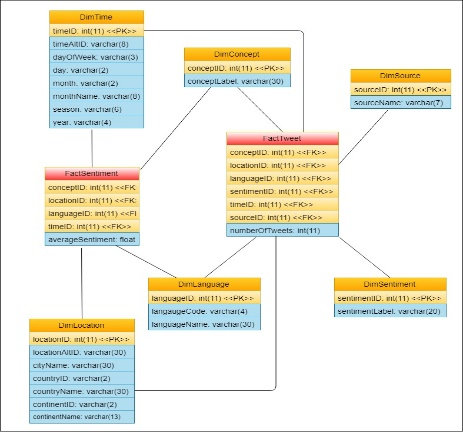 DimTime
timeID: int(11) <<PK>>
timeAltID: varchar(8)
dayOfWeek: varchar(3)
day: varchar(2)
month: varchar(2)
monthName: varchar(8)
season: varchar(6)
year: varchar(4)
DimConcept
conceptID: int(11) <<PK>>
conceptLabel: varchar(30)
DimSource
sourceID: int(11) <<PK>>
sourceName: varchar(7)
FactTweet
conceptID: int(11) <<FK>>
locationID: int(11) <<FK>>
languageID: int(11) <<FK>>
sentimentID: int(11) <<FK>>
timeID: int(11) <<FK>>
sourceID: int(11) <<FK>>
numberOfTweets: int(11)
FactSentiment
conceptID: int(11) <<FK
locationID: int(11) <<FK:
languageID: int(11) <<FI
timeID: int(11) <<FK>>
averageSentiment: float
DimLanguage
languageID: int(11) <<PK>>
langaugeCode: varchar(4)
languageName: varchar(30)
DimSentiment
sentimentID: int(11) <<PK>>
sentimentLabel: varchar(20)
DimLocation
locationID: int(11) <<PK>>
locationAltID: varchar(30)
cityName: varchar(30)
countryID: varchar(2)
countryName: varchar(30)
continentID: varchar(2)
continentName: varchar(13)